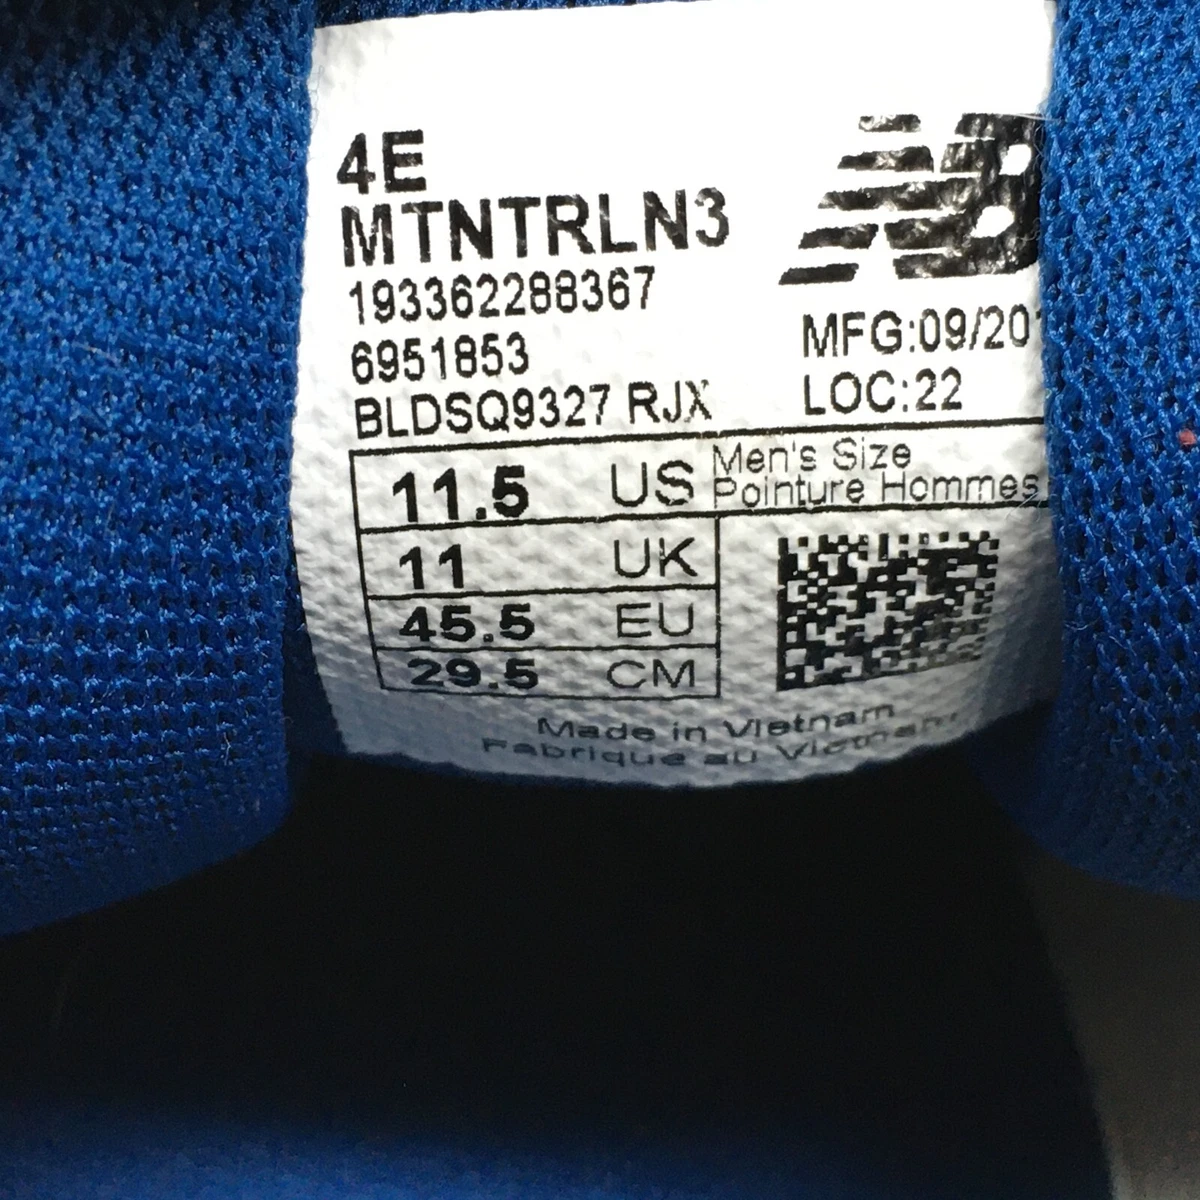 4E
MTNTRLN3
193362288367
6951853
BLDSQ9327 RJX
NB
MFG:09/201
LOC:22
11.5 US Men's Size
Pointure Hommes
11 UK
45.5 EU
29.5 CM
Made in Vietnam
Fabrique au Vietnam